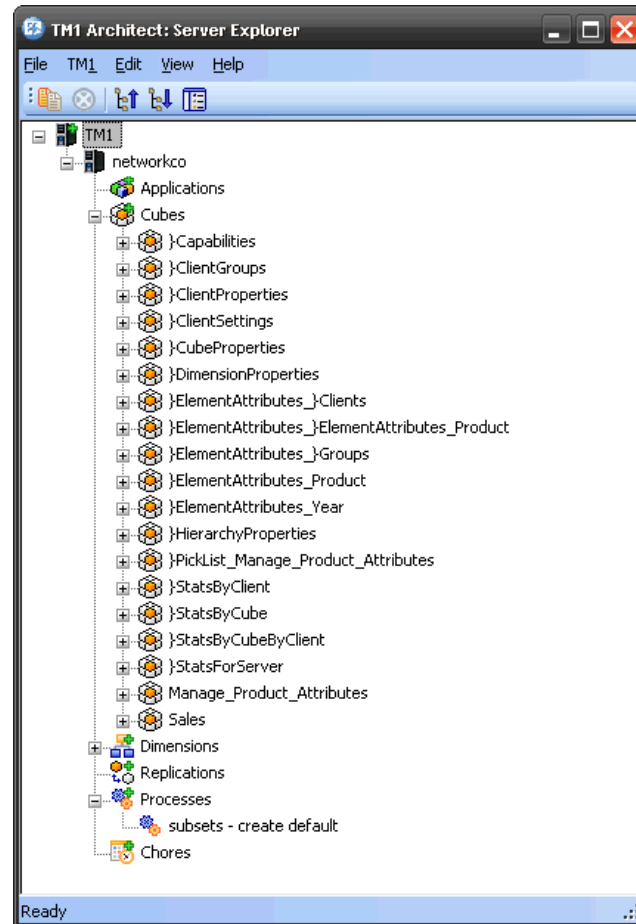 TM1 Architect: Server Explorer
File TM1 Edit View Help
TM1
networkco
Applications
Cubes
}Capabilities
}ClientGroups
}ClientProperties
}ClientSettings
}CubeProperties
}DimensionProperties
}ElementAttributes_}Clients
}ElementAttributes_}ElementAttributes_Product
}ElementAttributes_}Groups
}ElementAttributes_Product
}ElementAttributes_Year
}HierarchyProperties
}PickList_Manage_Product_Attributes
}StatsByClient
}StatsByCube
}StatsByCubeByClient
}StatsForServer
Manage_Product_Attributes
Sales
Dimensions
Replications
Processes
subsets - create default
Chores
Ready